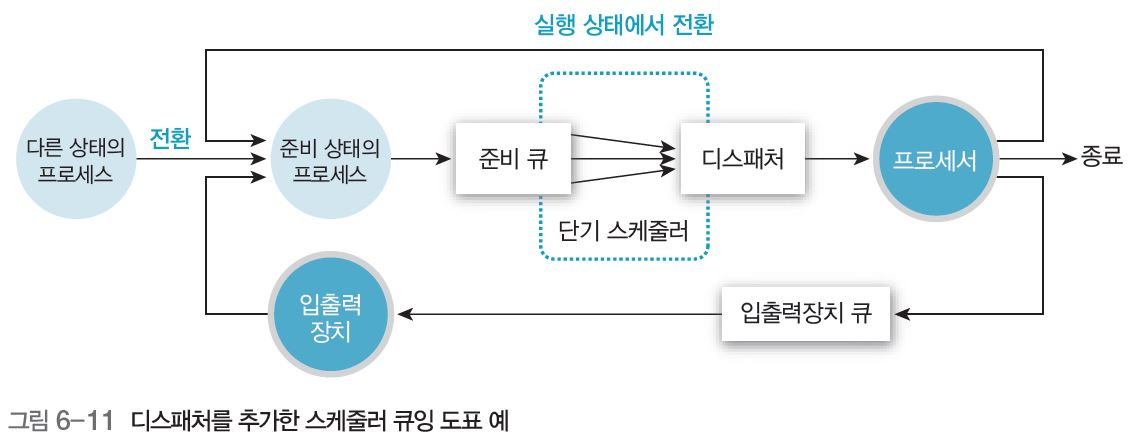 실행 상태에서 전환
다른 상태의
프로세스
전환
준비 상태의
프로세스
준비 큐
디스패처
프로세서
종료
단기 스케줄러
입출력
장치
입출력장치 큐
그림 6-11 디스패처를 추가한 스케줄러 큐잉 도표 예